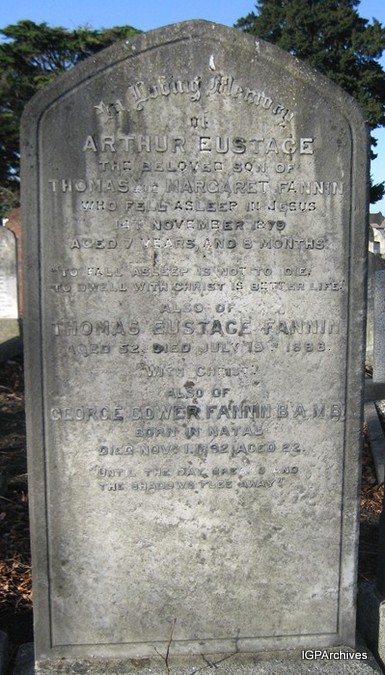 In Loving Memory
of
ARTHUR EUSTACE
THE BELOVED SON OF
THOMAS AND MARGARET FANNIN
WHO FELL ASLEEP IN JESUS
14TH NOVEMBER 1879
AGED 7 YEARS AND 8 MONTHS.
"TO FALL ASLEEP IS NOT TO DIE,
TO DWELL WITH CHRIST IS BETTER LIFE."
ALSO OF
THOMAS EUSTACE FANNIN
AGED 52. DIED JULY 1888.
"WITH CHRIST."
ALSO OF
GEORGE GOWER FANNIN B.A. M.B.
BORN IN NATAL
DIED NOV. 1892 AGED 22.
"UNTIL THE DAY AND
THE SHADOWS FLEE AWAY."
IGPArchives